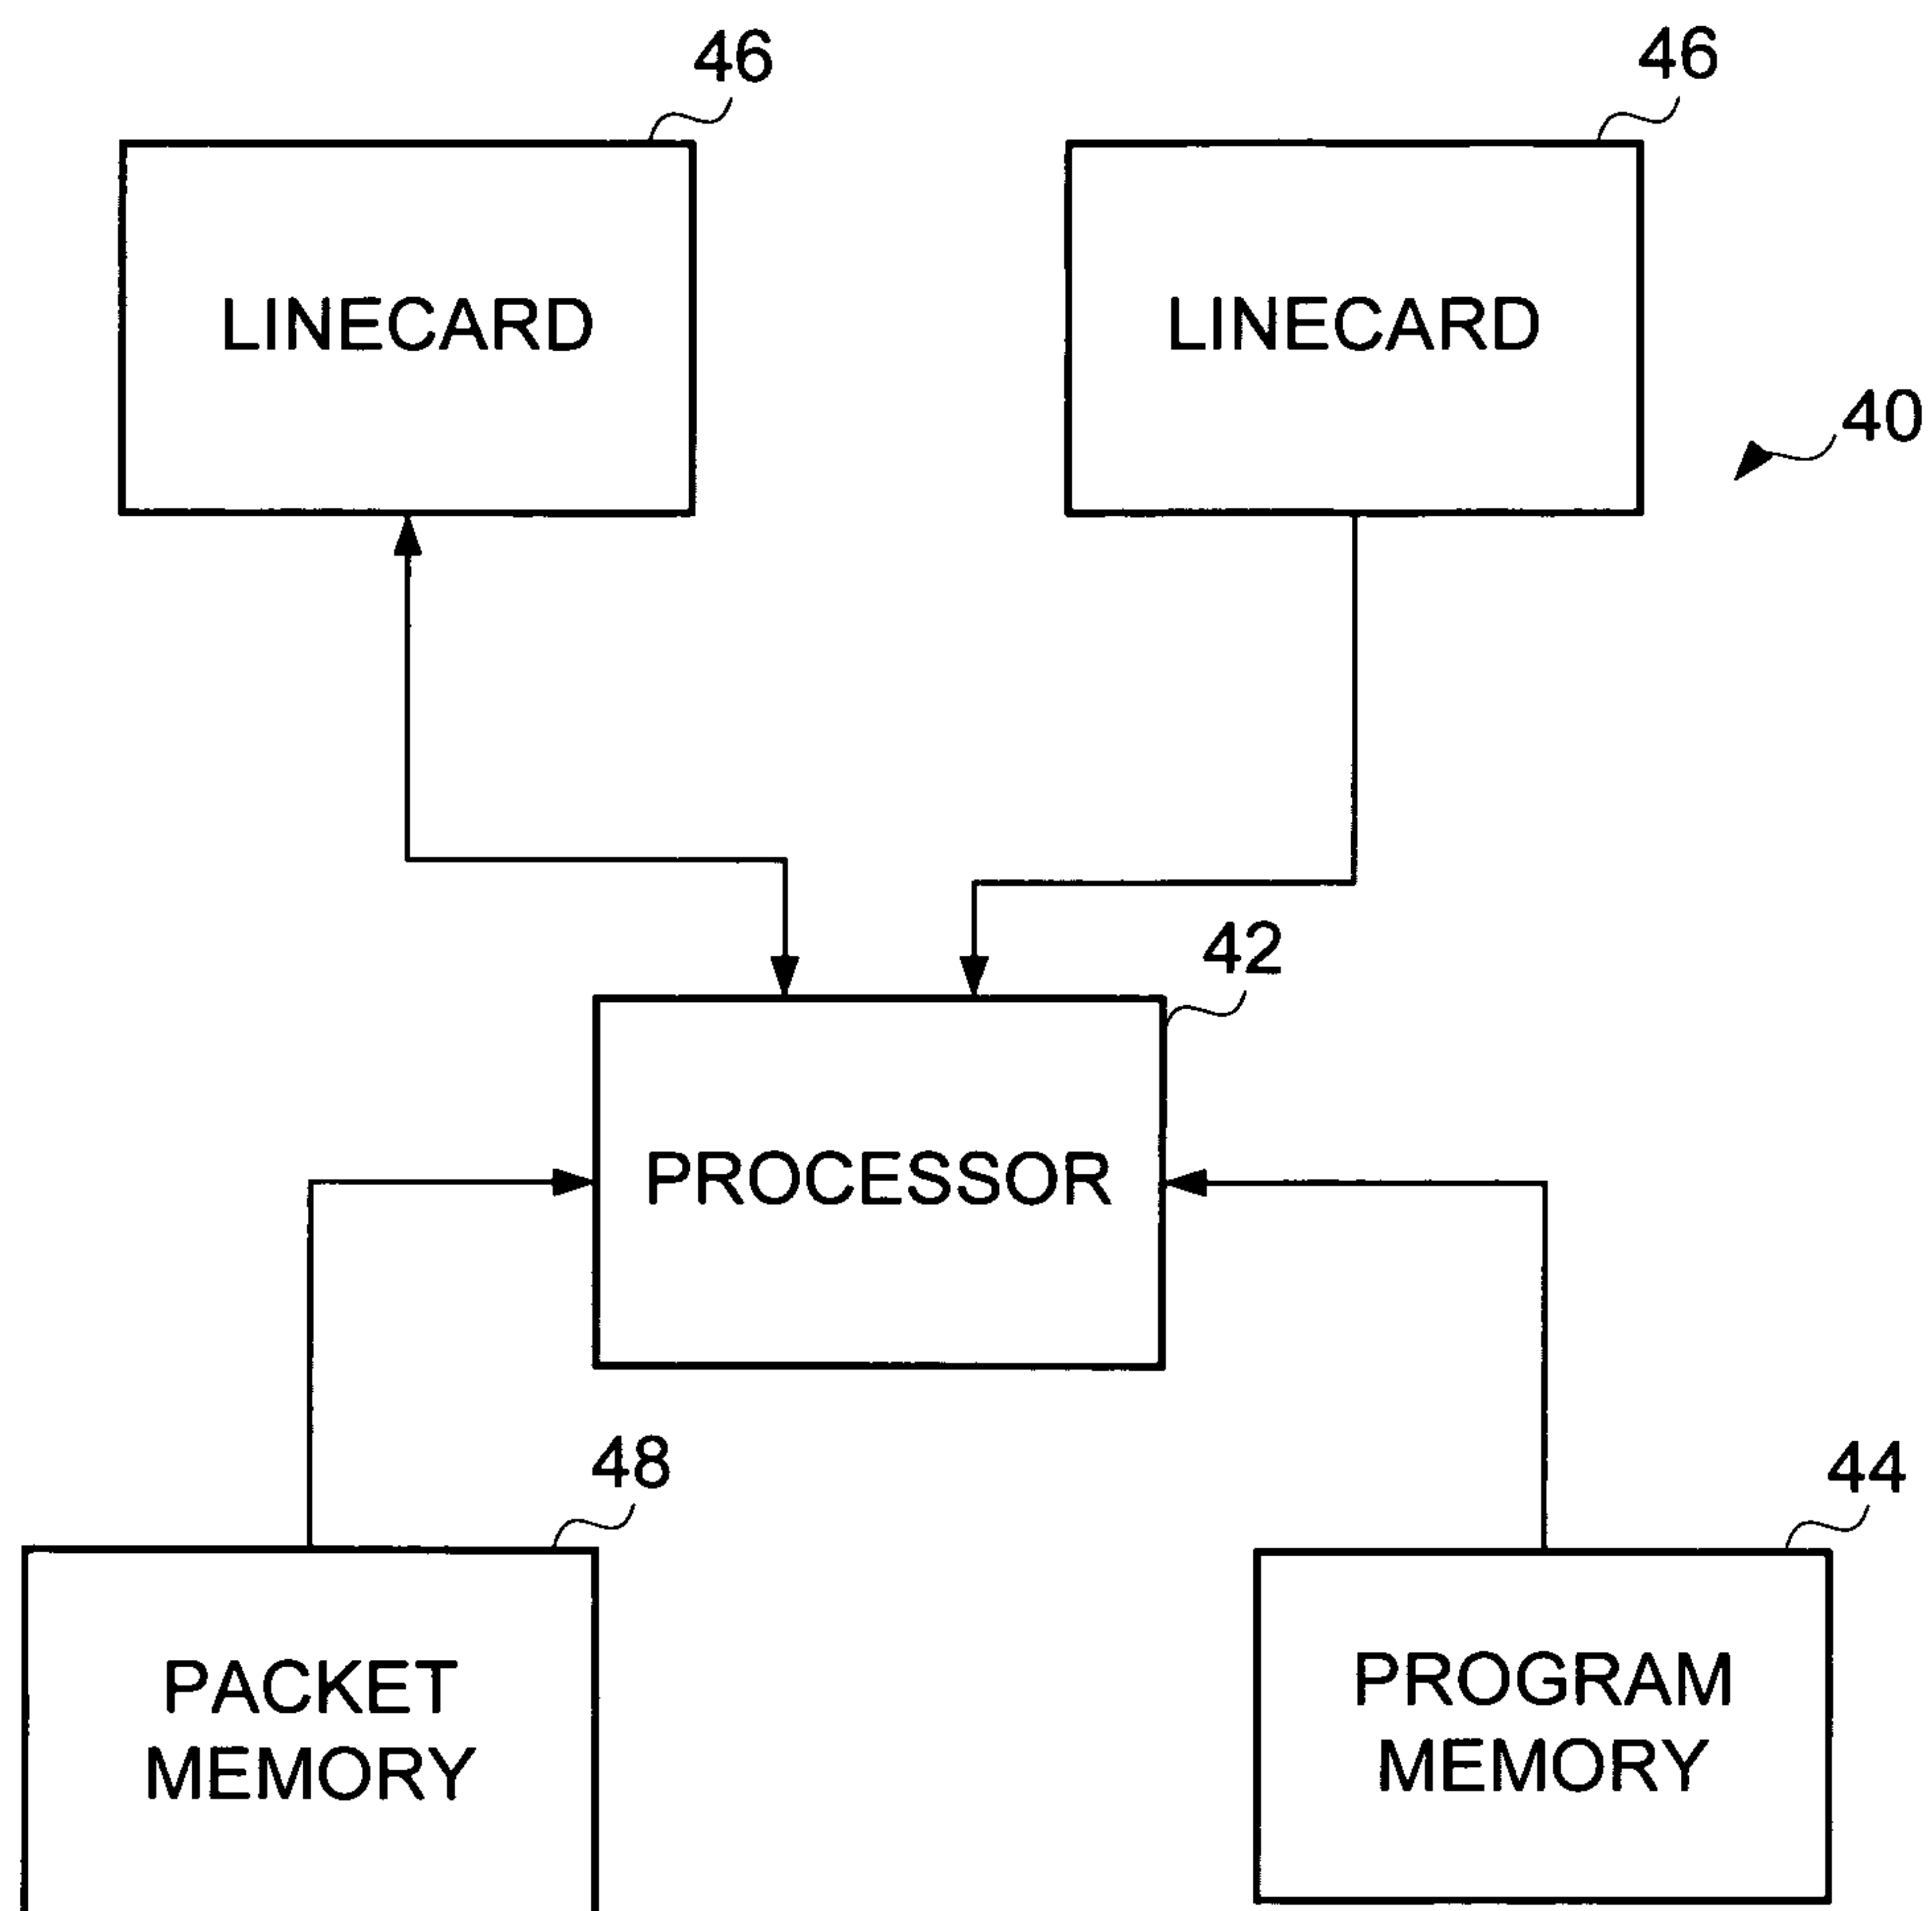 46
46
LINECARD
LINECARD
40
42
PROCESSOR
48
44
PACKET
MEMORY
PROGRAM
MEMORY